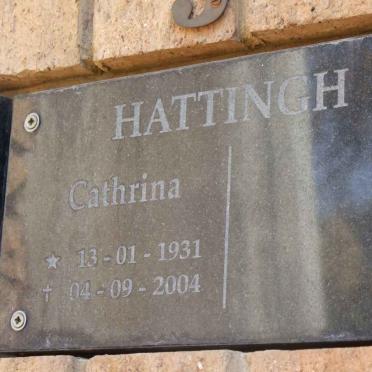 HATTINGH
Cathrina
★ 13-01-1931
† 04-09-2004